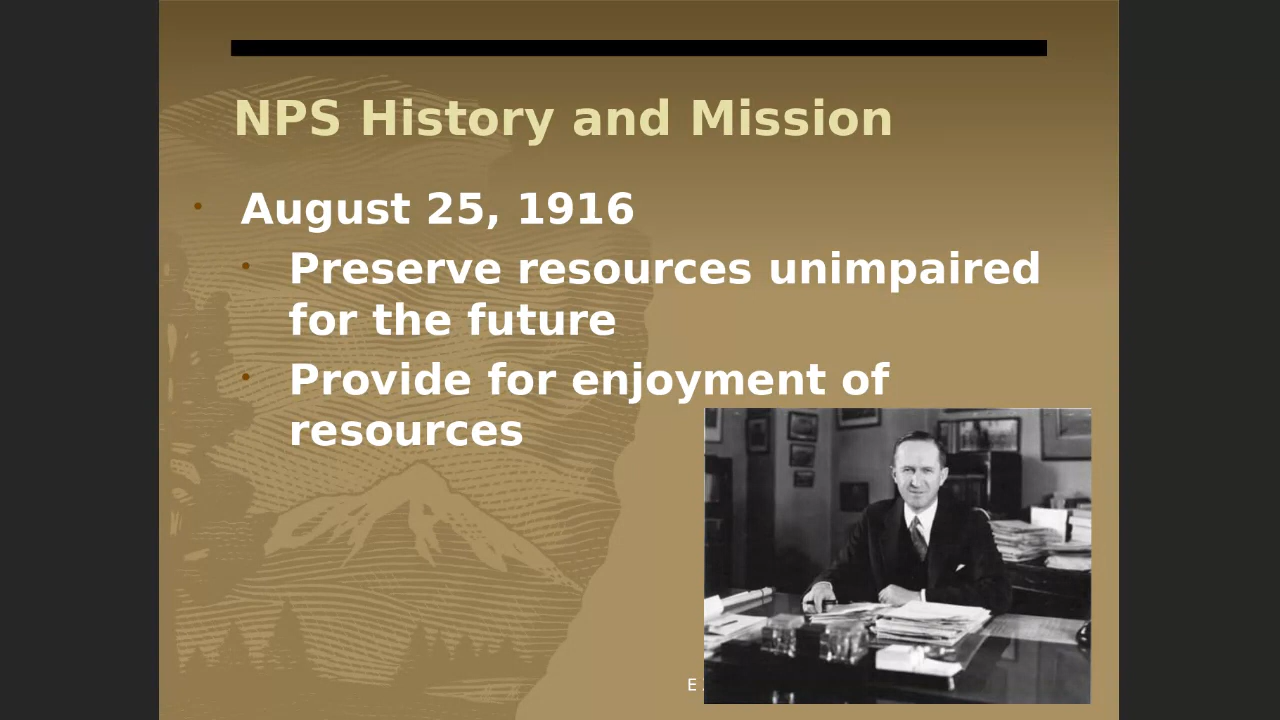 NPS History and Mission
• August 25, 1916
• Preserve resources unimpaired
for the future
• Provide for enjoyment of
resources
E